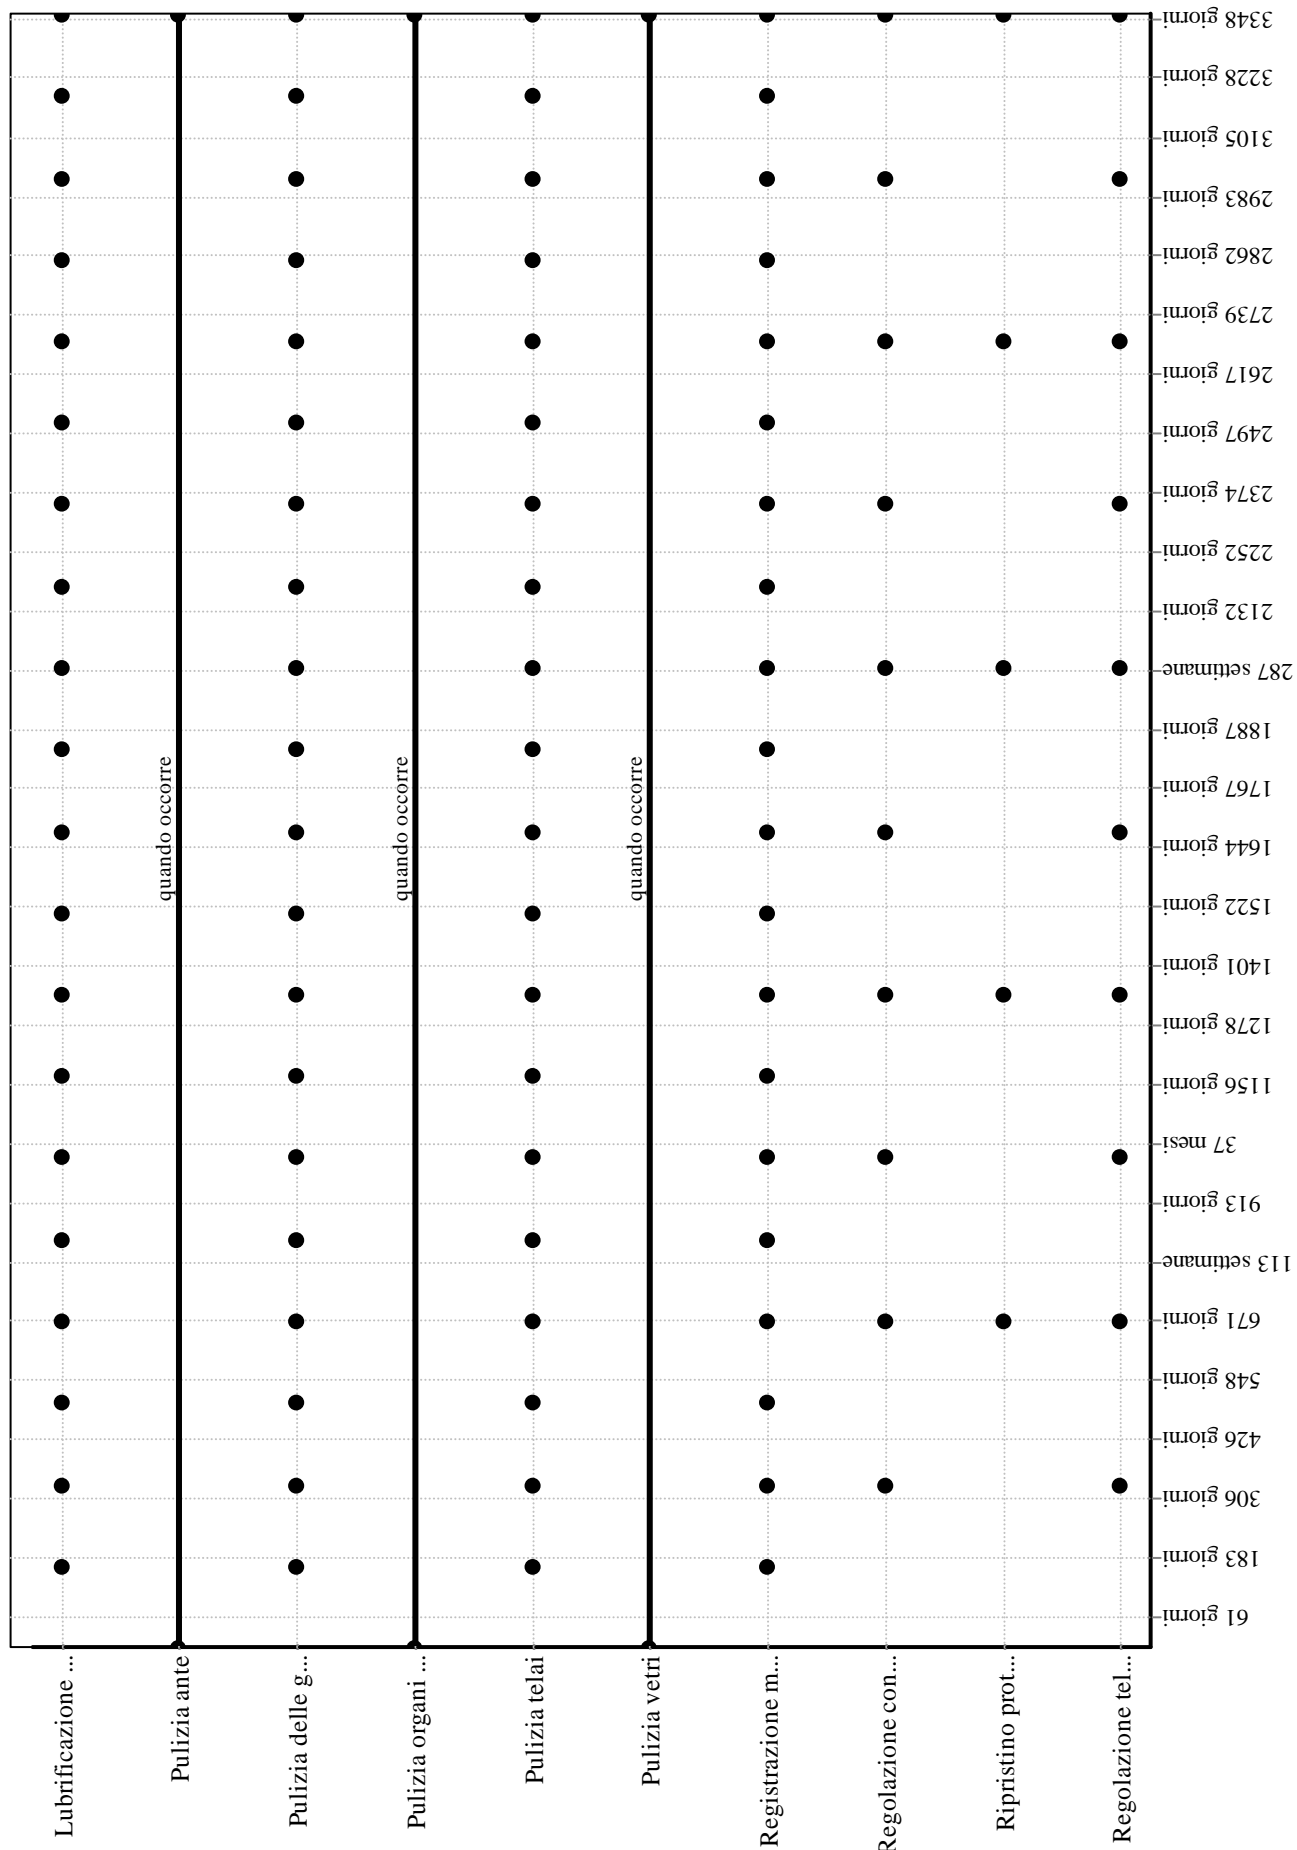 3348 giorni
3228 giorni
3105 giorni
2983 giorni
2862 giorni
2739 giorni
2617 giorni
2497 giorni
2374 giorni
2252 giorni
2132 giorni
287 settimane
1887 giorni
1767 giorni
1644 giorni
1522 giorni
1401 giorni
1278 giorni
1156 giorni
37 mesi
913 giorni
113 settimane
671 giorni
548 giorni
426 giorni
306 giorni
183 giorni
61 giorni
quando occorre
quando occorre
quando occorre
Lubrificazione ...
Pulizia ante
Pulizia delle g...
Pulizia organi ...
Pulizia telai
Pulizia vetri
Registrazione m...
Regolazione con...
Ripristino prot...
Regolazione tel...